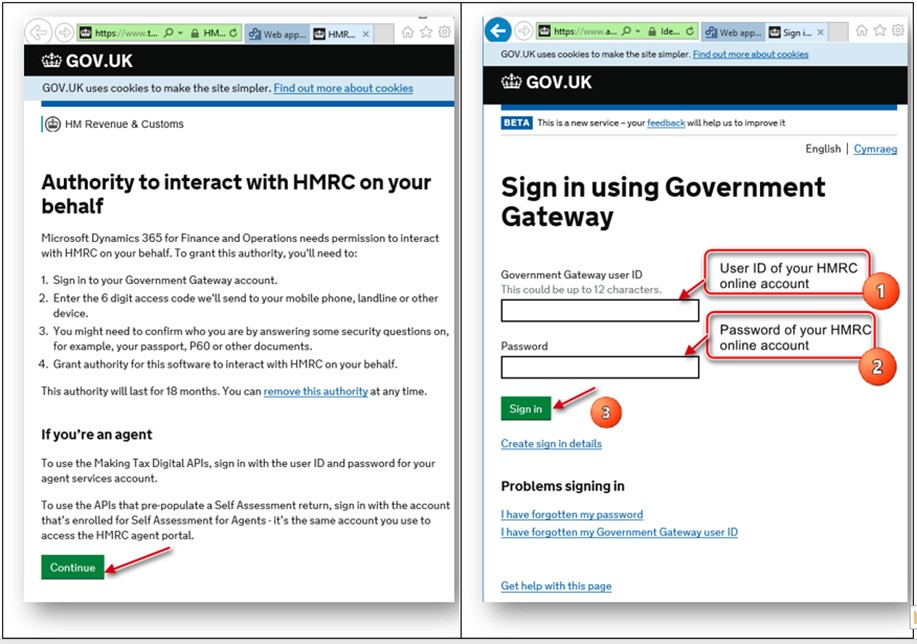 https://www.t...
HM...
Web app...
HMR...
GOV.UK
GOV.UK uses cookies to make the site simpler. Find out more about cookies
HM Revenue & Customs
Authority to interact with HMRC on your
behalf
Microsoft Dynamics 365 for Finance and Operations needs permission to interact
with HMRC on your behalf. To grant this authority, you'll need to:
1. Sign in to your Government Gateway account.
2. Enter the 6 digit access code we'll send to your mobile phone, landline or other
device.
3. You might need to confirm who you are by answering some security questions on,
for example, your passport, P60 or other documents.
4. Grant authority for this software to interact with HMRC on your behalf.
This authority will last for 18 months. You can remove this authority at any time.
If you're an agent
To use the Making Tax Digital APIs, sign in with the user ID and password for your
agent services account.
To use the APIs that pre-populate a Self Assessment return, sign in with the account
that's enrolled for Self Assessment for Agents - it's the same account you use to
access the HMRC agent portal.
Continue
https://www.a...
Ide...
Web app...
Sign i...
GOV.UK uses cookies to make the site simpler. Find out more about cookies
GOV.UK
BETA This is a new service – your feedback will help us to improve it
English | Cymraeg
Sign in using Government
Gateway
Government Gateway user ID
This could be up to 12 characters.
User ID of your HMRC
online account
1
Password
Password of your HMRC
online account
2
Sign in
3
Create sign in details
Problems signing in
I have forgotten my password
I have forgotten my Government Gateway user ID
Get help with this page